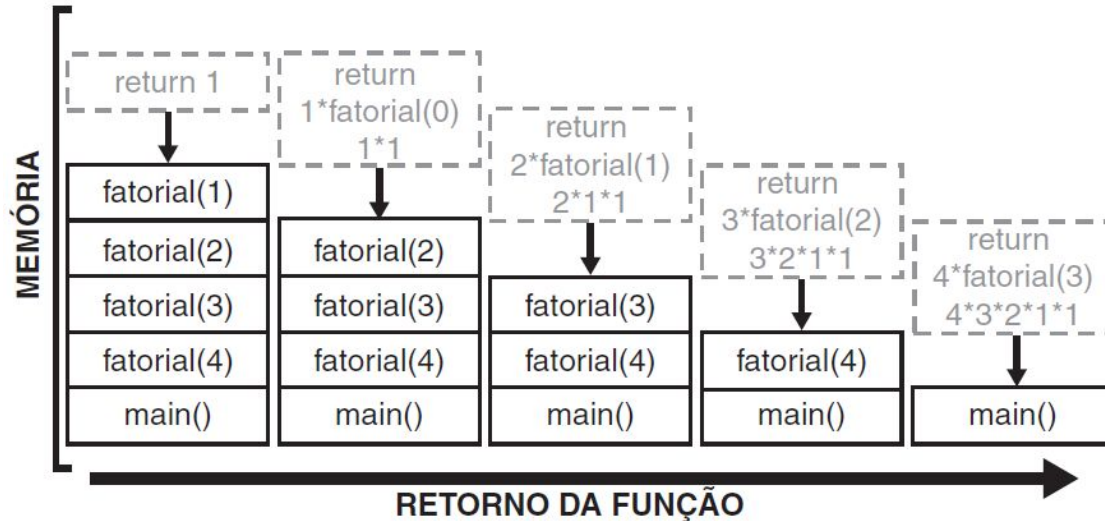 MEMÓRIA
return 1
fatorial(1)
fatorial(2)
fatorial(3)
fatorial(4)
main()
return
1*fatorial(0)
1*1
fatorial(2)
fatorial(3)
fatorial(4)
main()
return
2*fatorial(1)
2*1*1
fatorial(3)
fatorial(4)
main()
return
3*fatorial(2)
3*2*1*1
fatorial(4)
main()
return
4*fatorial(3)
4*3*2*1*1
main()
RETORNO DA FUNÇÃO